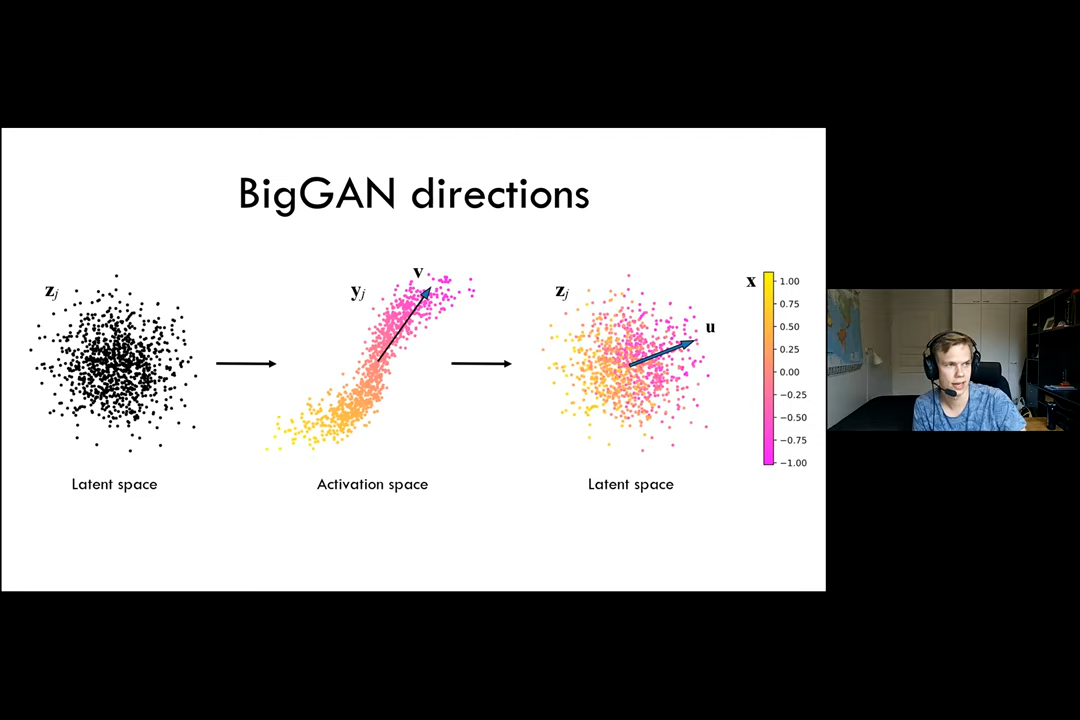 BigGAN directions
zj
v
yj
zj
u
x
1.00
0.75
0.50
0.25
0.00
−0.25
−0.50
−0.75
−1.00
Latent space
Activation space
Latent space